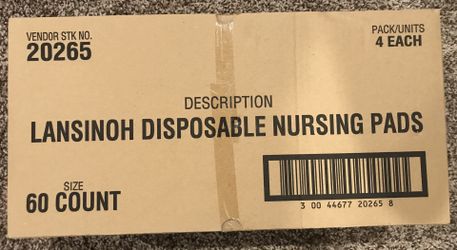 VENDOR STK NO.
20265
PACK/UNITS
4 EACH
DESCRIPTION
LANSINOH DISPOSABLE NURSING PADS
SIZE
60 COUNT
3 00 44677 20265 8